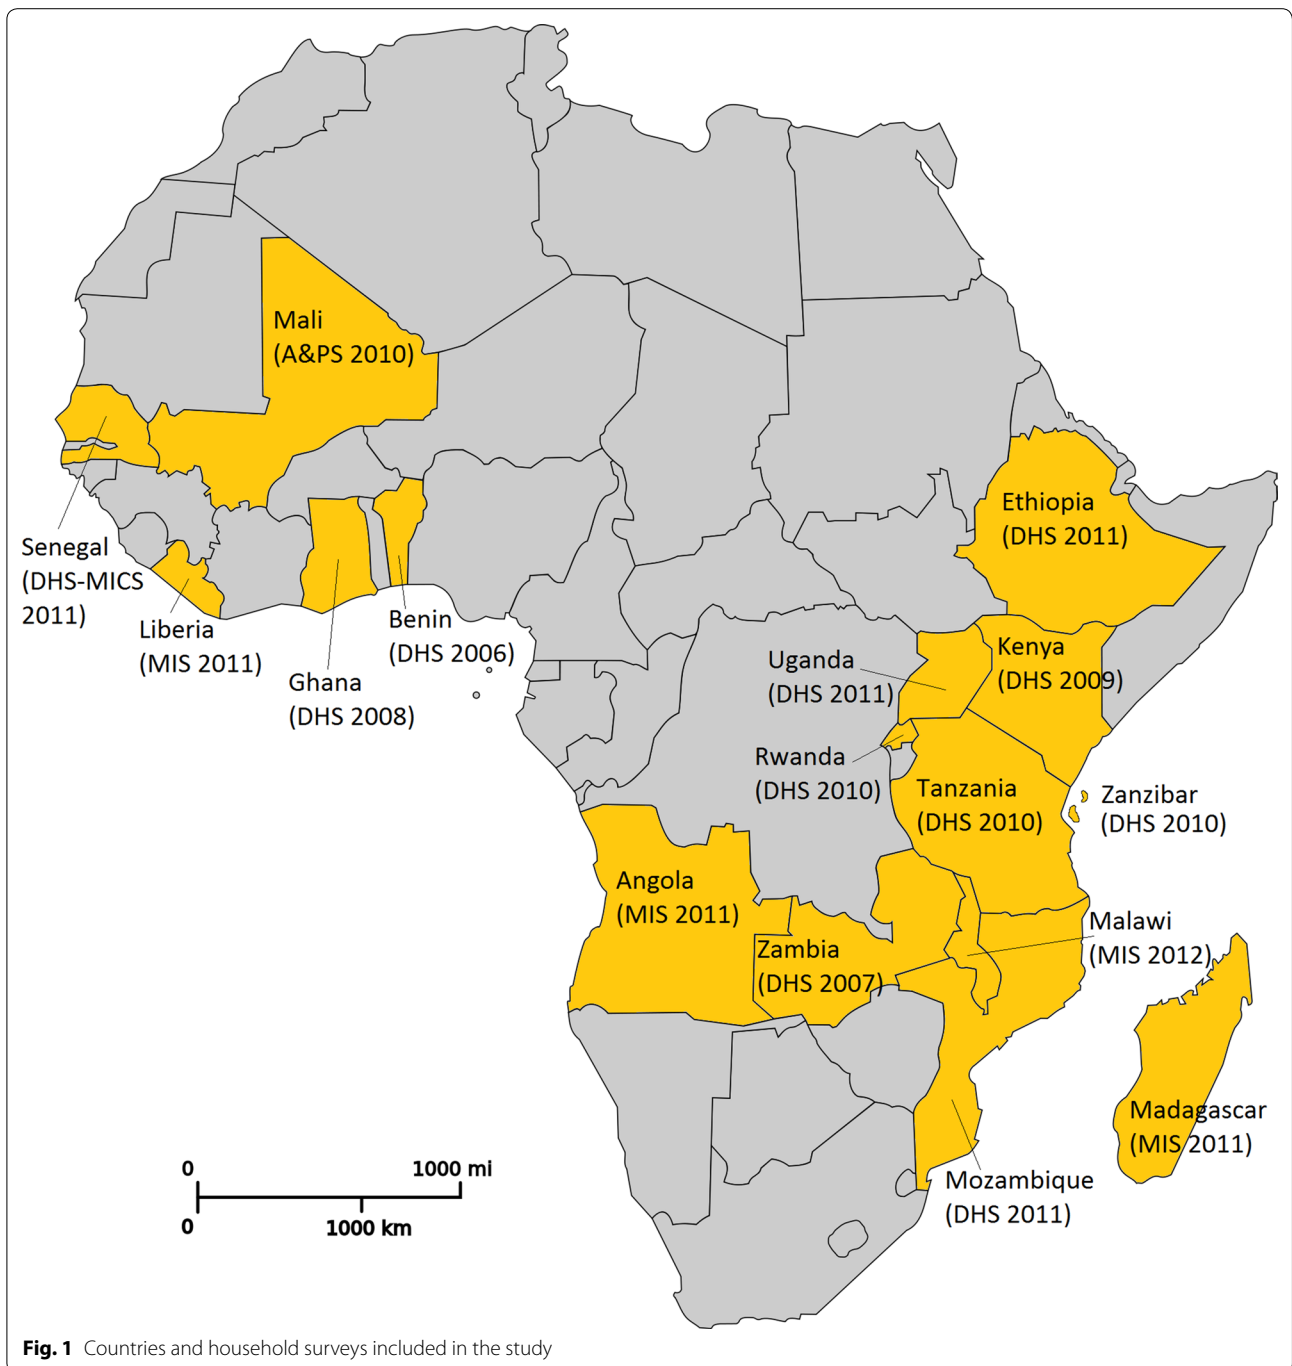 Mali
(A&PS 2010)
Ethiopia
(DHS 2011)
Senegal
(DHS-MICS
2011)
Liberia
(MIS 2011)
Benin
(DHS 2006)
Ghana
(DHS 2008)
Uganda
(DHS 2011)
Kenya
(DHS 2009)
Rwanda
(DHS 2010)
Tanzania
(DHS 2010)
Zanzibar
(DHS 2010)
Angola
(MIS 2011)
Zambia
(DHS 2007)
Malawi
(MIS 2012)
Madagascar
(MIS 2011)
Mozambique
(DHS 2011)
0 1000 mi
0 1000 km
Fig. 1 Countries and household surveys included in the study